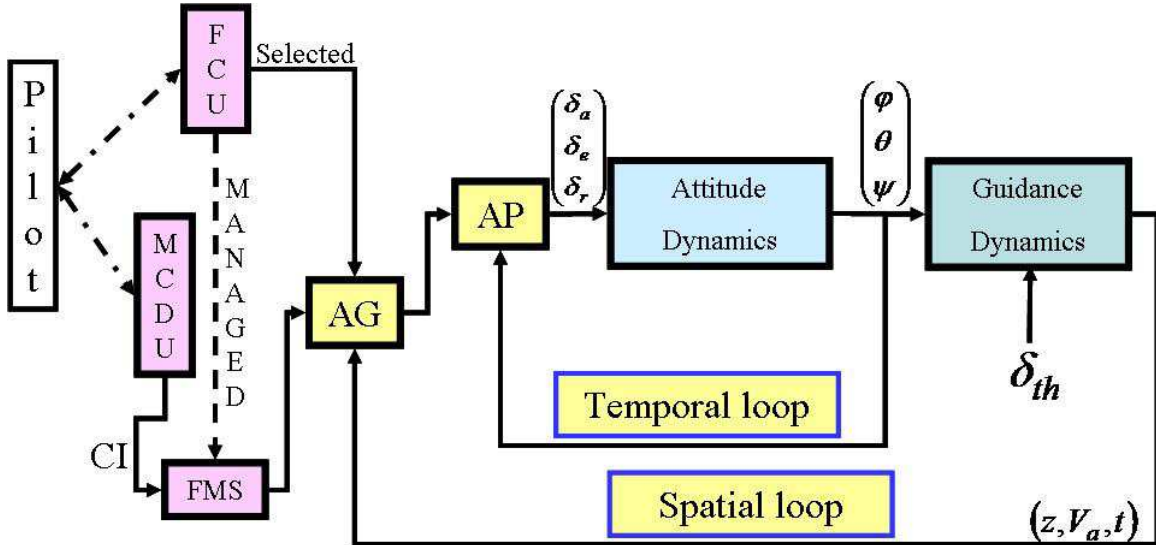 Pilot
FCU
Selected
MANAGED
MCDU
CI
FMS
AG
AP
(δa
δe
δr)
Attitude
Dynamics
(φ
θ
ψ)
Guidance
Dynamics
δth
Temporal loop
Spatial loop
(z,Va,t)